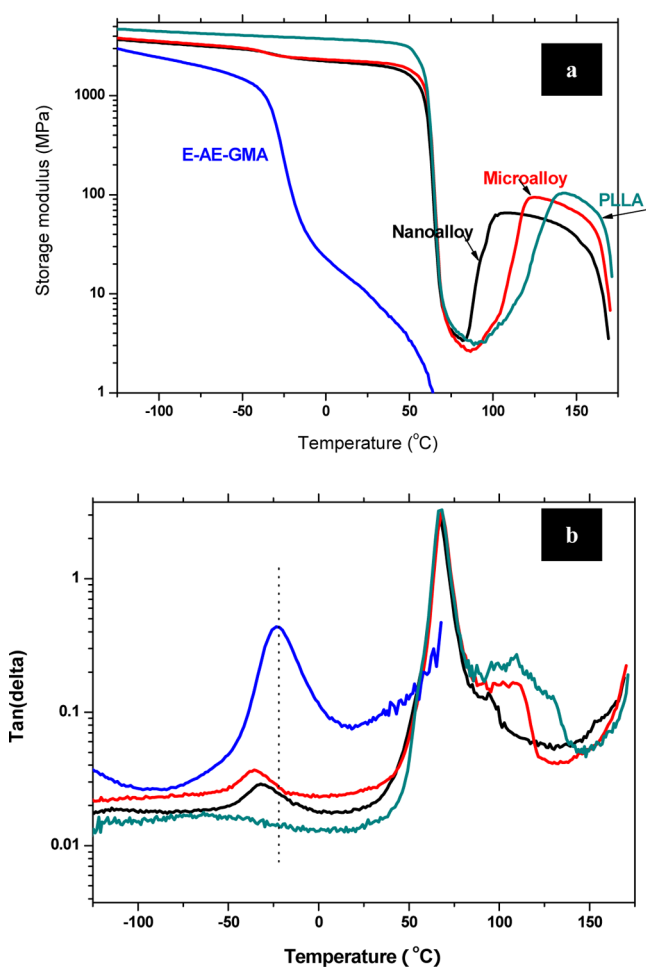 a
1000
100
10
1
Storage modulus (MPa)
E-AE-GMA
Microalloy
PLLA
Nanoalloy
-100 -50 0 50 100 150
Temperature (°C)
b
1
0.1
0.01
Tan(delta)
-100 -50 0 50 100 150
Temperature (°C)